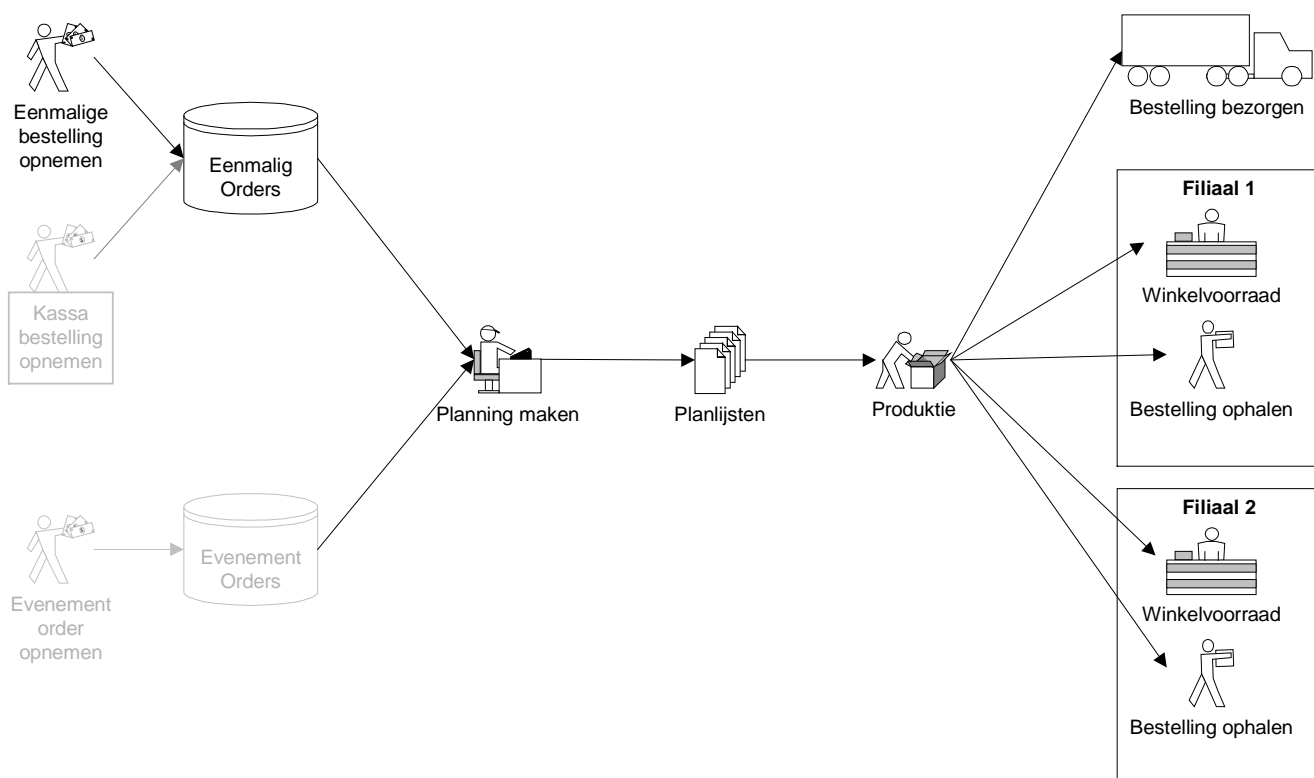 Eenmalige
bestelling
opnemen
Eenmalig
Orders
Kassa
bestelling
opnemen
Evenement
order
opnemen
Evenement
Orders
Planning maken
Planlijsten
Produktie
Bestelling bezorgen
Filiaal 1
Winkelvoorraad
Bestelling ophalen
Filiaal 2
Winkelvoorraad
Bestelling ophalen